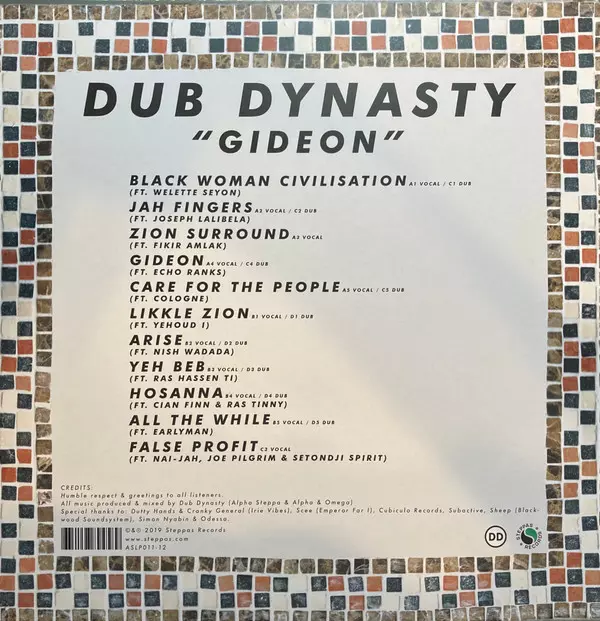 DUB DYNASTY
"GIDEON"
BLACK WOMAN CIVILISATION A1 VOCAL / C1 DUB
(FT. WELETTE SEYON)
JAH FINGERS A2 VOCAL / C2 DUB
(FT. JOSEPH LALIBELA)
ZION SURROUND A3 VOCAL
(FT. FIKIR AMLAK)
GIDEON A4 VOCAL / C4 DUB
(FT. ECHO RANKS)
CARE FOR THE PEOPLE A5 VOCAL / C5 DUB
(FT. COLOGNE)
LIKKLE ZION B1 VOCAL / D1 DUB
(FT. YEHOUD I)
ARISE B2 VOCAL / D2 DUB
(FT. NISH WADADA)
YEH BEB B3 VOCAL / D3 DUB
(FT. RAS HASSEN TI)
HOSANNA B4 VOCAL / D4 DUB
(FT. CIAN FINN & RAS TINNY)
ALL THE WHILE B5 VOCAL / D5 DUB
(FT. EARLYMAN)
FALSE PROFIT C3 VOCAL
(FT. NAI-JAH, JOE PILGRIM & SETONDJI SPIRIT)
CREDITS:
Humble respect & greetings to all listeners.
All music produced & mixed by Dub Dynasty (Alpha Steppa & Alpha & Omega)
Special thanks to: Dutty Hands & Cranky General (Irie Vibes), Scee (Emperor Far I), Cubiculo Records, Subactive, Sheep (Black-
wood Soundsystem), Simon Nyabin & Odessa.
©&℗ 2019 Steppas Records
www.steppas.com
ASLP011-12
DD
STEPPAS RECORDS